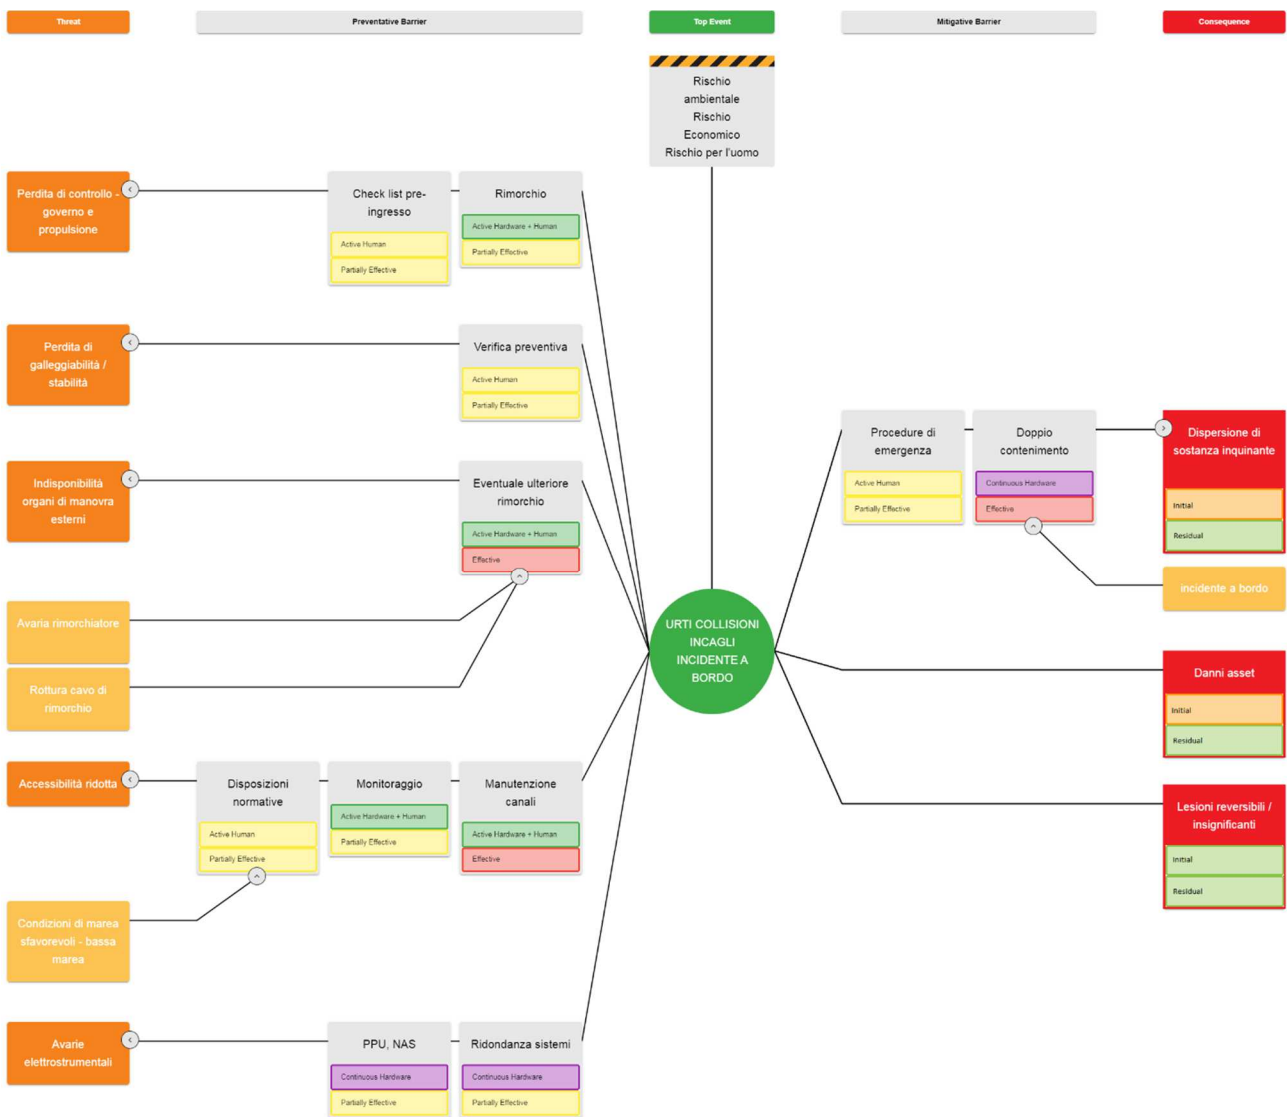 Threat
Preventative Barrier
Top Event
Mitigative Barrier
Consequence
Rischio
ambientale
Rischio
Economico
Rischio per l'uomo
Perdita di controllo -
governo e
propulsione
Check list pre-
ingresso
Active Human
Partially Effective
Rimorchio
Active Hardware + Human
Partially Effective
Perdita di
galleggiabilità /
stabilità
Verifica preventiva
Active Human
Partially Effective
Indisponibilità
organi di manovra
esterni
Eventuale ulteriore
rimorchio
Active Hardware + Human
Effective
Avaria rimorchiatore
Rottura cavo di
rimorchio
Accessibilità ridotta
Disposizioni
normative
Active Human
Partially Effective
Monitoraggio
Active Hardware + Human
Partially Effective
Manutenzione
canali
Active Hardware + Human
Effective
Condizioni di marea
sfavorevoli - bassa
marea
Avarie
elettrostrumentali
PPU, NAS
Continuous Hardware
Partially Effective
Ridondanza sistemi
Continuous Hardware
Partially Effective
URTI COLLISIONI
INCAGLI
INCIDENTE A
BORDO
Procedure di
emergenza
Active Human
Partially Effective
Doppio
contenimento
Continuous Hardware
Effective
Dispersione di
sostanza inquinante
Initial
Residual
incidente a bordo
Danni asset
Initial
Residual
Lesioni reversibili /
insignificanti
Initial
Residual